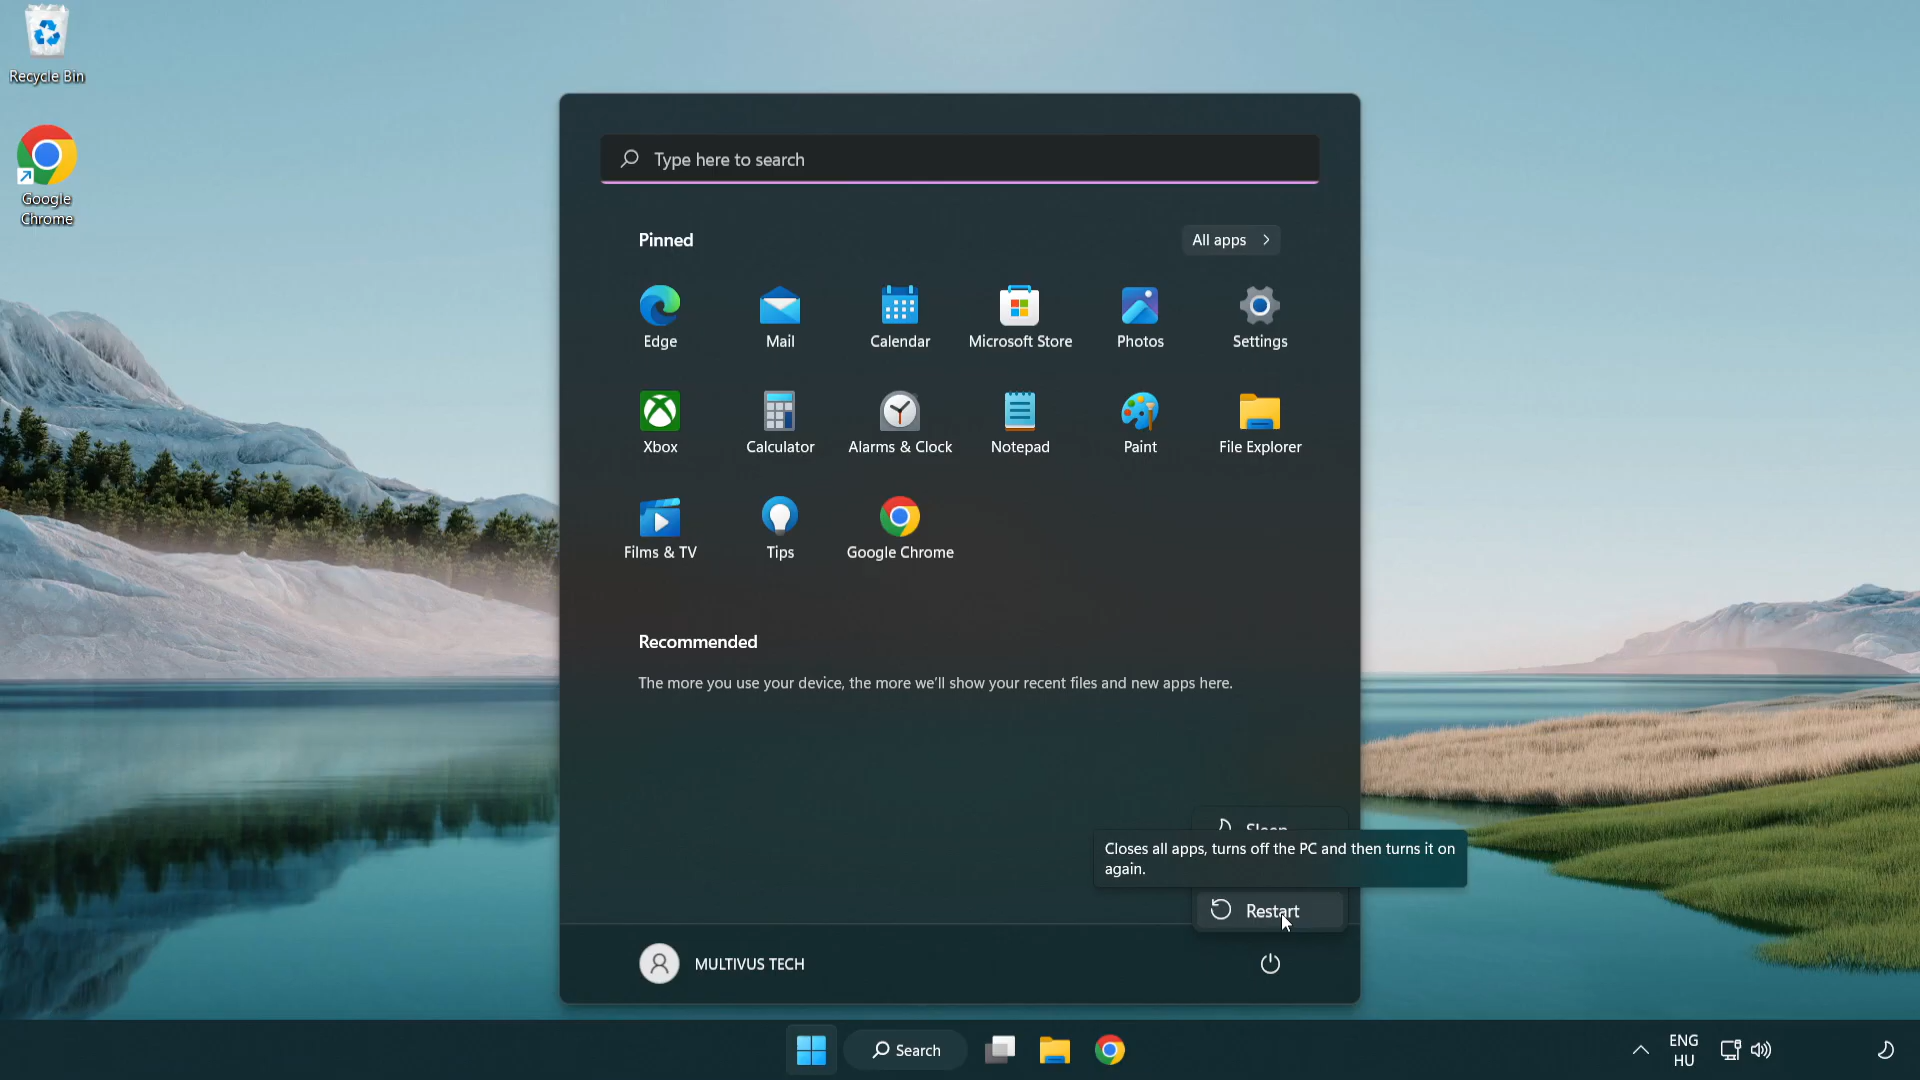 Recycle Bin
Google
Chrome
Type here to search
Pinned
All apps
Edge
Mail
Calendar
Microsoft Store
Photos
Settings
Xbox
Calculator
Alarms & Clock
Notepad
Paint
File Explorer
Films & TV
Tips
Google Chrome
Recommended
The more you use your device, the more we'll show your recent files and new apps here.
Sleep
Closes all apps, turns off the PC and then turns it on
again.
Restart
MULTIVUS TECH
Search
ENG
HU